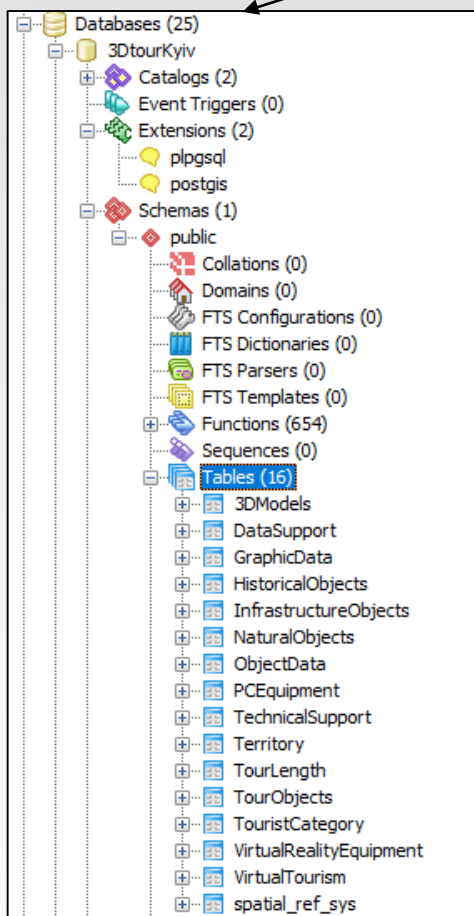 Databases (25)
3DtourKyiv
Catalogs (2)
Event Triggers (0)
Extensions (2)
plpgsql
postgis
Schemas (1)
public
Collations (0)
Domains (0)
FTS Configurations (0)
FTS Dictionaries (0)
FTS Parsers (0)
FTS Templates (0)
Functions (654)
Sequences (0)
Tables (16)
3DModels
DataSupport
GraphicData
HistoricalObjects
InfrastructureObjects
NaturalObjects
ObjectData
PCEquipment
TechnicalSupport
Territory
TourLength
TourObjects
TouristCategory
VirtualRealityEquipment
VirtualTourism
spatial_ref_sys